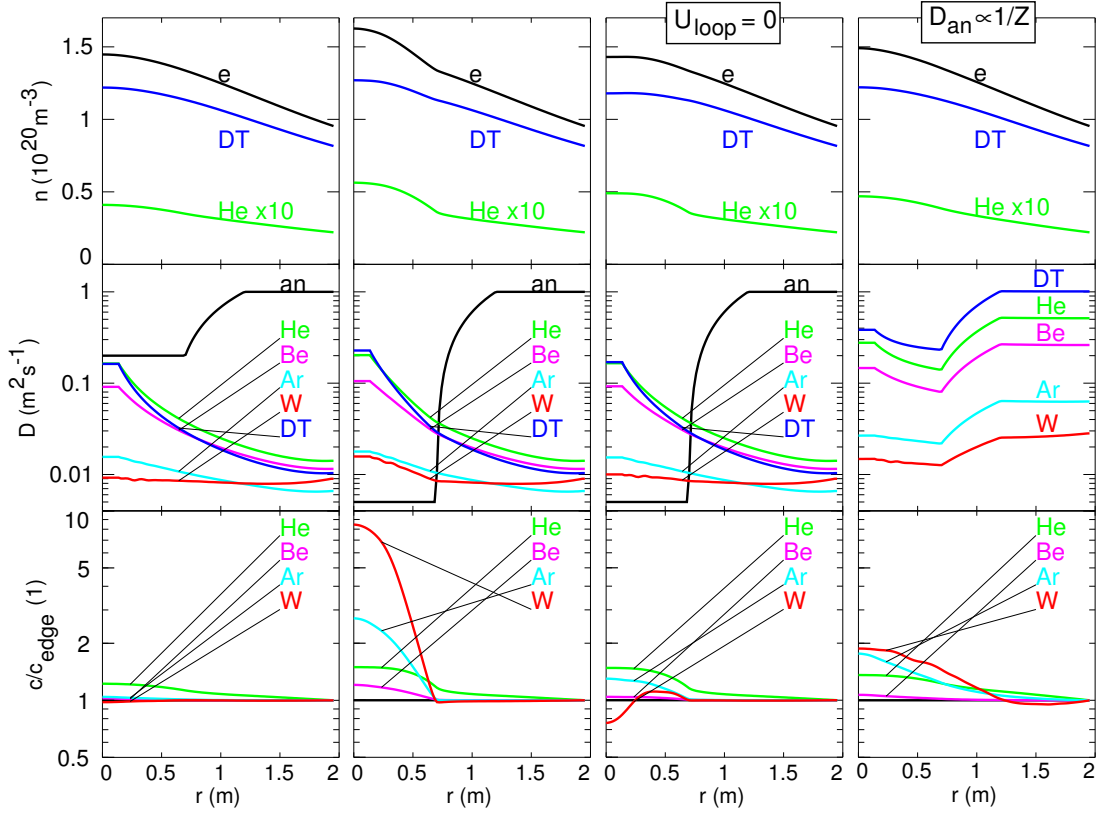 U_loop = 0
D_an ∝ 1/Z
n (10^20 m^-3)
1.5
1
0.5
0
e
DT
He x10
e
DT
He x10
e
DT
He x10
e
DT
He x10
D (m^2 s^-1)
1
0.1
0.01
an
He
Be
Ar
W
DT
an
He
Be
Ar
W
DT
an
He
Be
Ar
W
DT
DT
He
Be
Ar
W
c/c_edge (1)
10
5
2
1
0.5
He
Be
Ar
W
He
Be
Ar
W
He
Be
Ar
W
He
Be
Ar
W
0 0.5 1 1.5 2
0 0.5 1 1.5 2
0 0.5 1 1.5 2
0 0.5 1 1.5 2
r (m)
r (m)
r (m)
r (m)